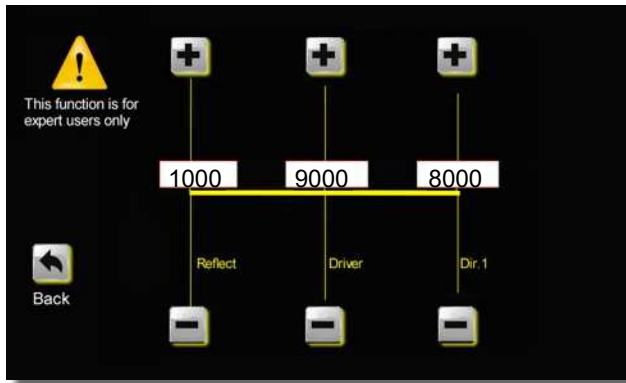 This function is for
expert users only
1000 9000 8000
Reflect Driver Dir.1
Back